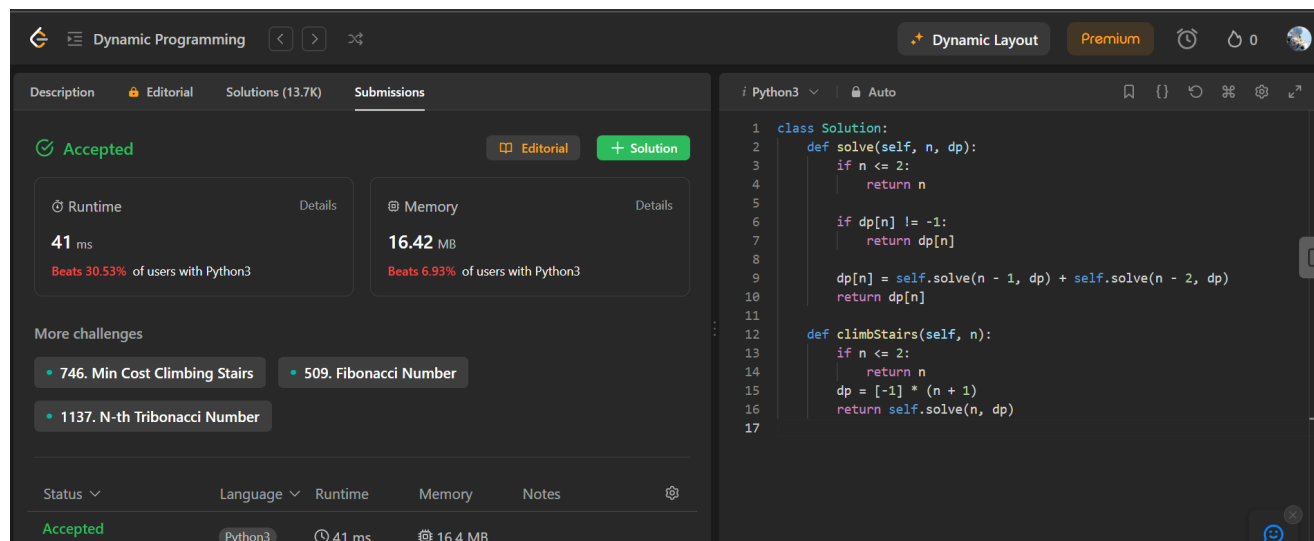 Dynamic Programming
Dynamic Layout
Premium
0
Description
Editorial
Solutions (13.7K)
Submissions
Accepted
Editorial
+ Solution
Runtime
Details
41 ms
Beats 30.53% of users with Python3
Memory
Details
16.42 MB
Beats 6.93% of users with Python3
More challenges
746. Min Cost Climbing Stairs
509. Fibonacci Number
1137. N-th Tribonacci Number
Status Language Runtime Memory Notes
Accepted
Python3 41 ms 16.4 MB
i Python3 Auto
{}
1 class Solution:
2     def solve(self, n, dp):
3         if n <= 2:
4             return n
5
6         if dp[n] != -1:
7             return dp[n]
8
9         dp[n] = self.solve(n - 1, dp) + self.solve(n - 2, dp)
10         return dp[n]
11
12     def climbStairs(self, n):
13         if n <= 2:
14             return n
15         dp = [-1] * (n + 1)
16         return self.solve(n, dp)
17